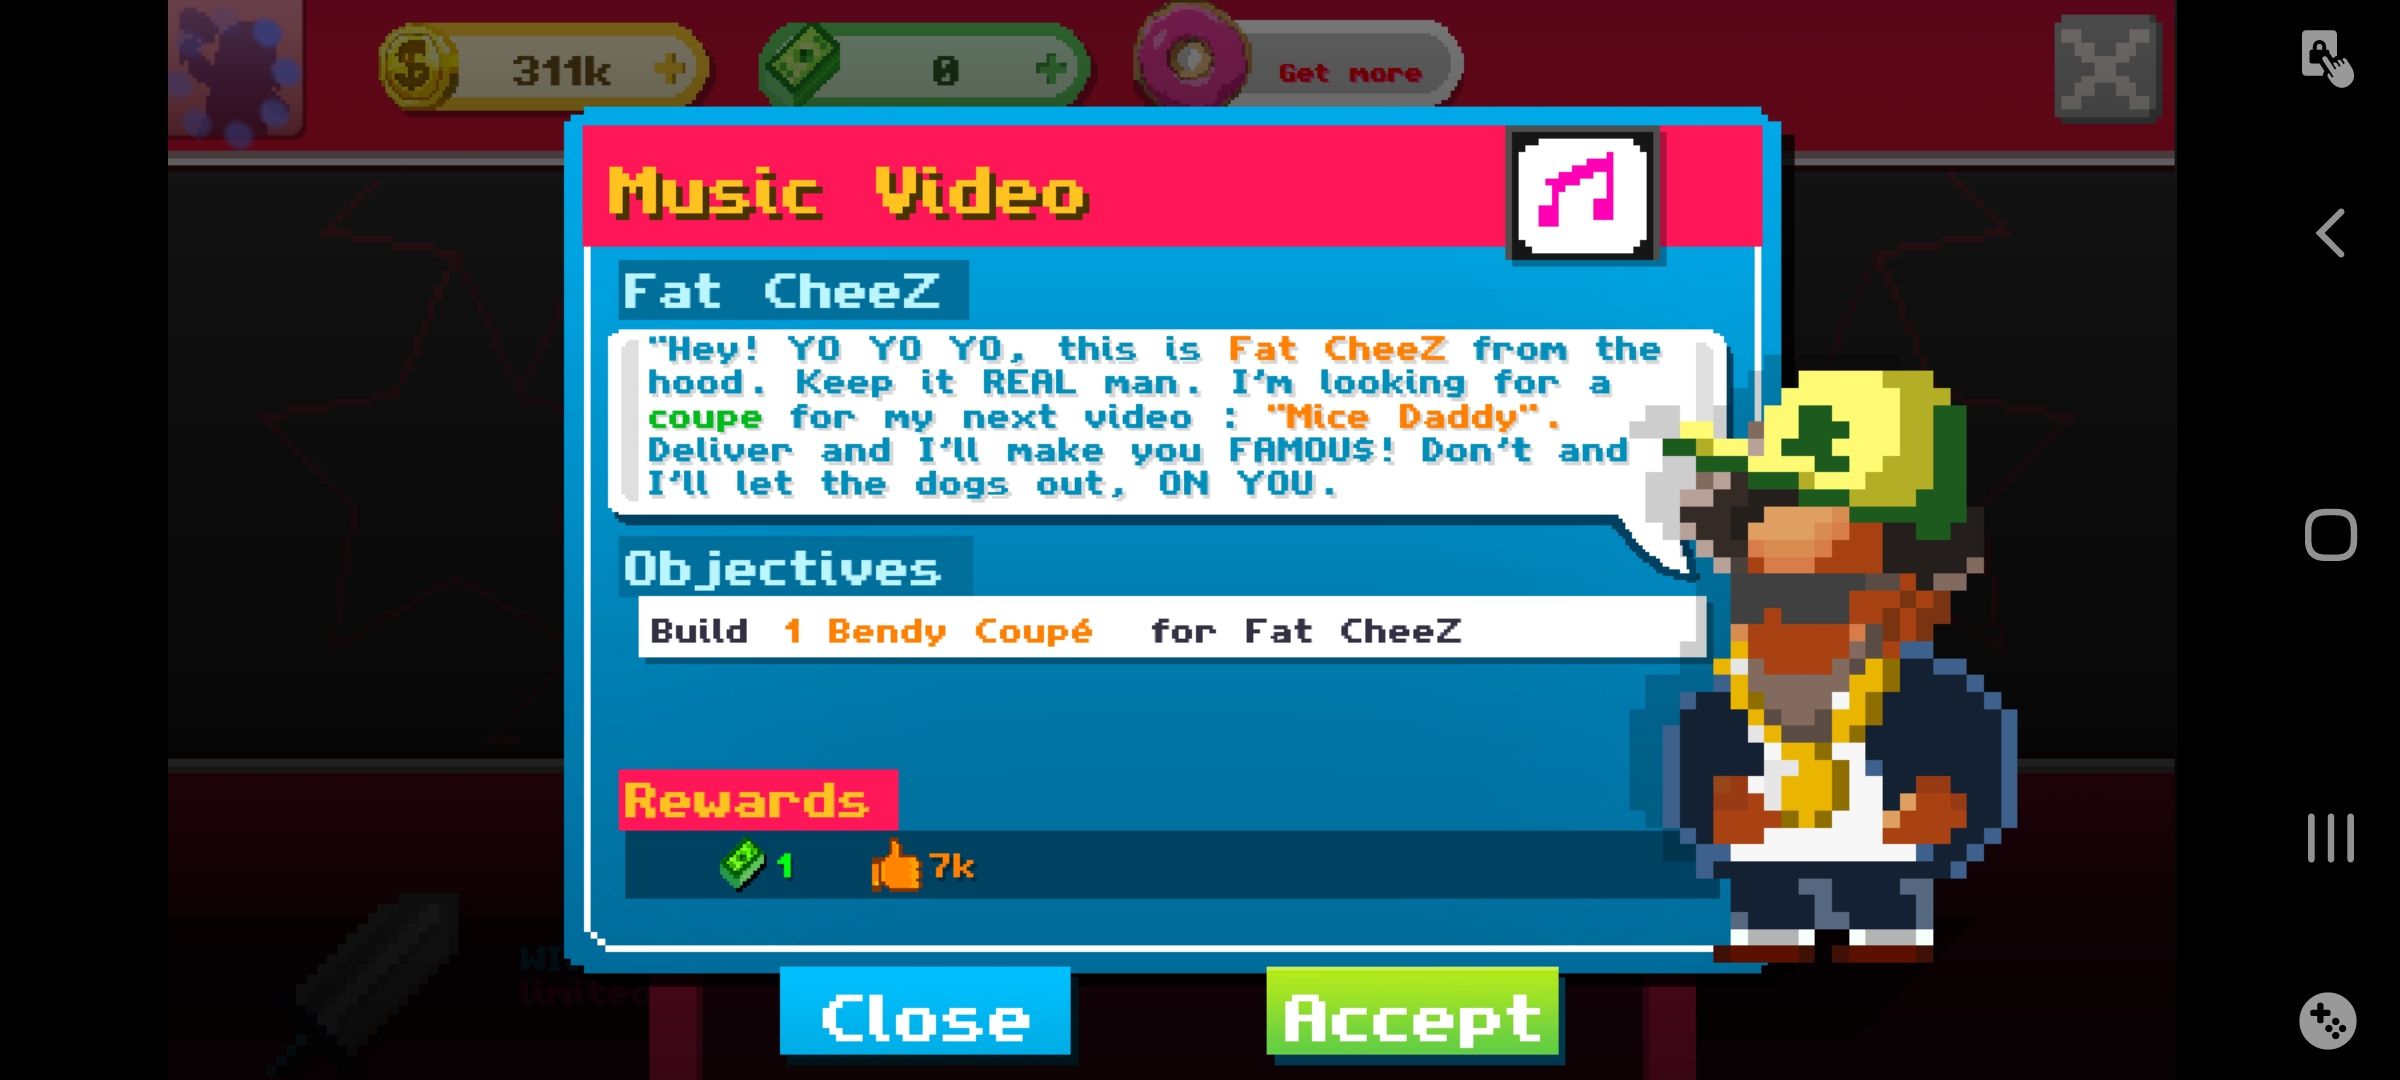 311k
0
Get more
Music Video
Fat CheeZ
"Hey! YO YO YO, this is Fat CheeZ from the
hood. Keep it REAL man. I'm looking for a
coupe for my next video : "Mice Daddy".
Deliver and I'll make you FAMOU$! Don't and
I'll let the dogs out, ON YOU.
Objectives
Build 1 Bendy Coupé for Fat CheeZ
Rewards
1 7k
limited
Close Accept